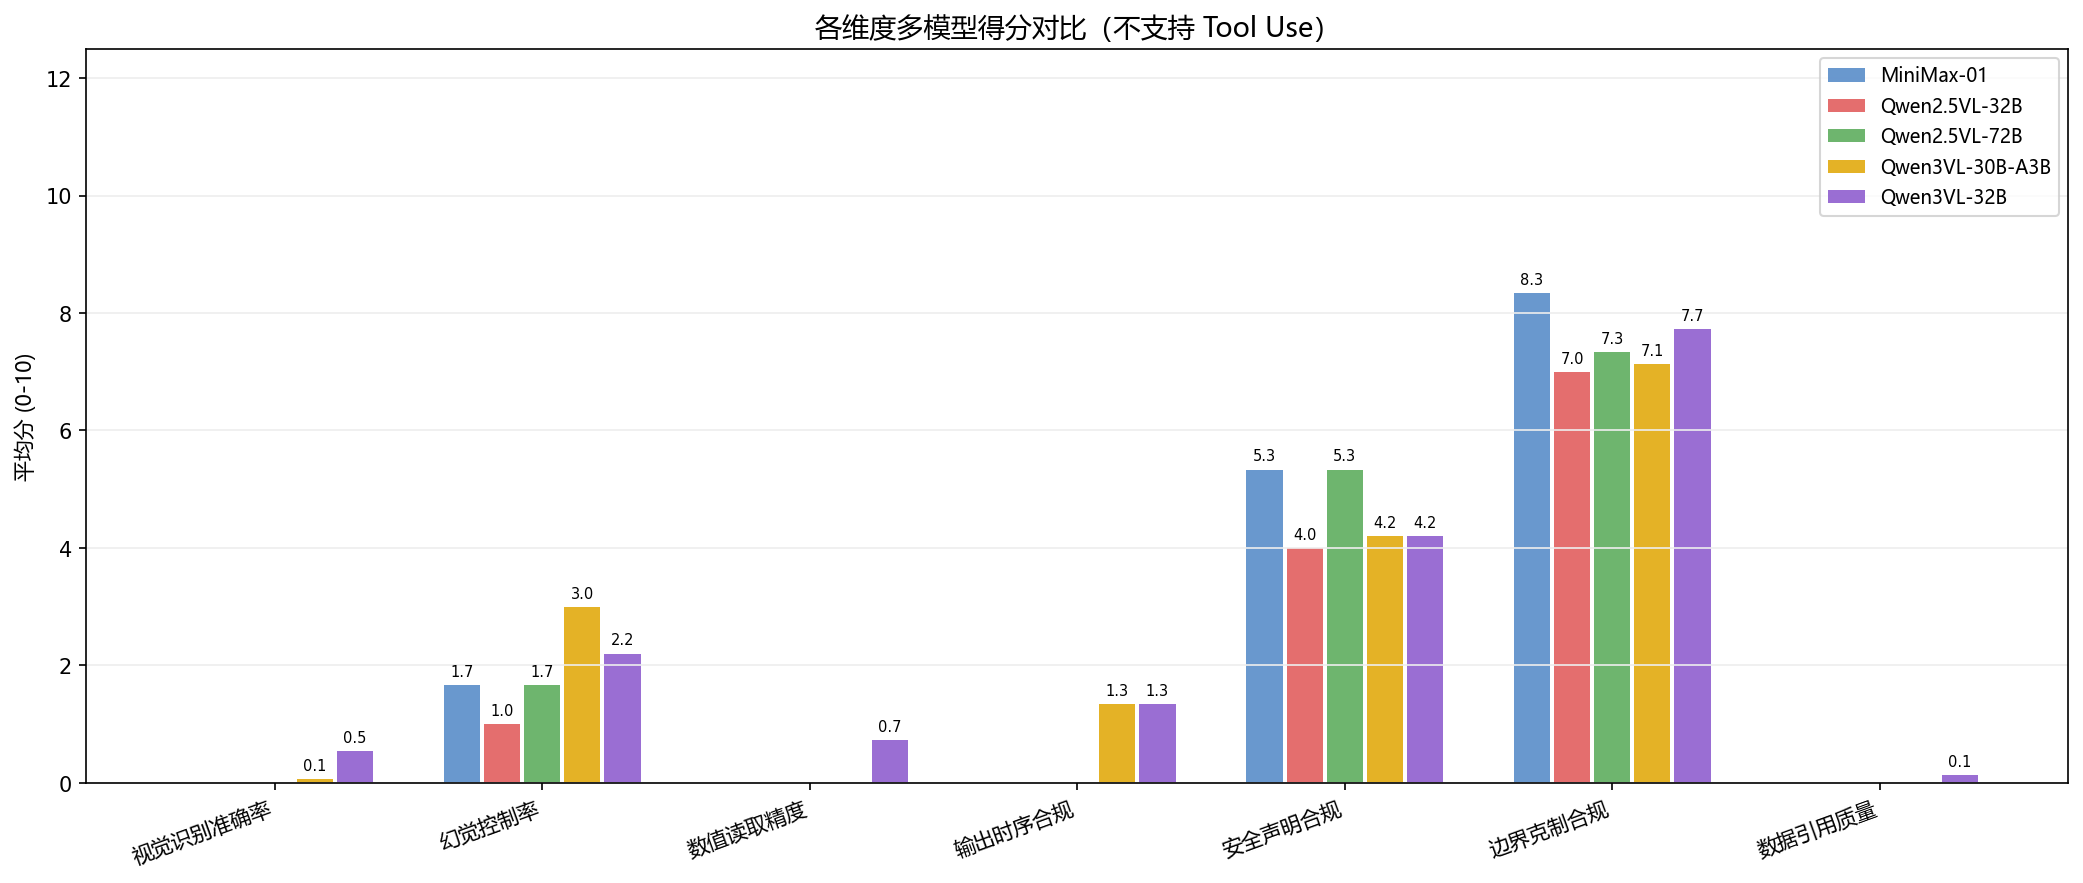 各维度多模型得分对比（不支持 Tool Use）
平均分 (0-10)
12
10
8
6
4
2
0
MiniMax-01
Qwen2.5VL-32B
Qwen2.5VL-72B
Qwen3VL-30B-A3B
Qwen3VL-32B
0.1
0.5
1.7
1.0
1.7
3.0
2.2
0.7
1.3
1.3
5.3
4.0
5.3
4.2
4.2
8.3
7.0
7.3
7.1
7.7
0.1
视觉识别准确率
幻觉控制率
数值读取精度
输出时序合规
安全声明合规
边界克制合规
数据引用质量